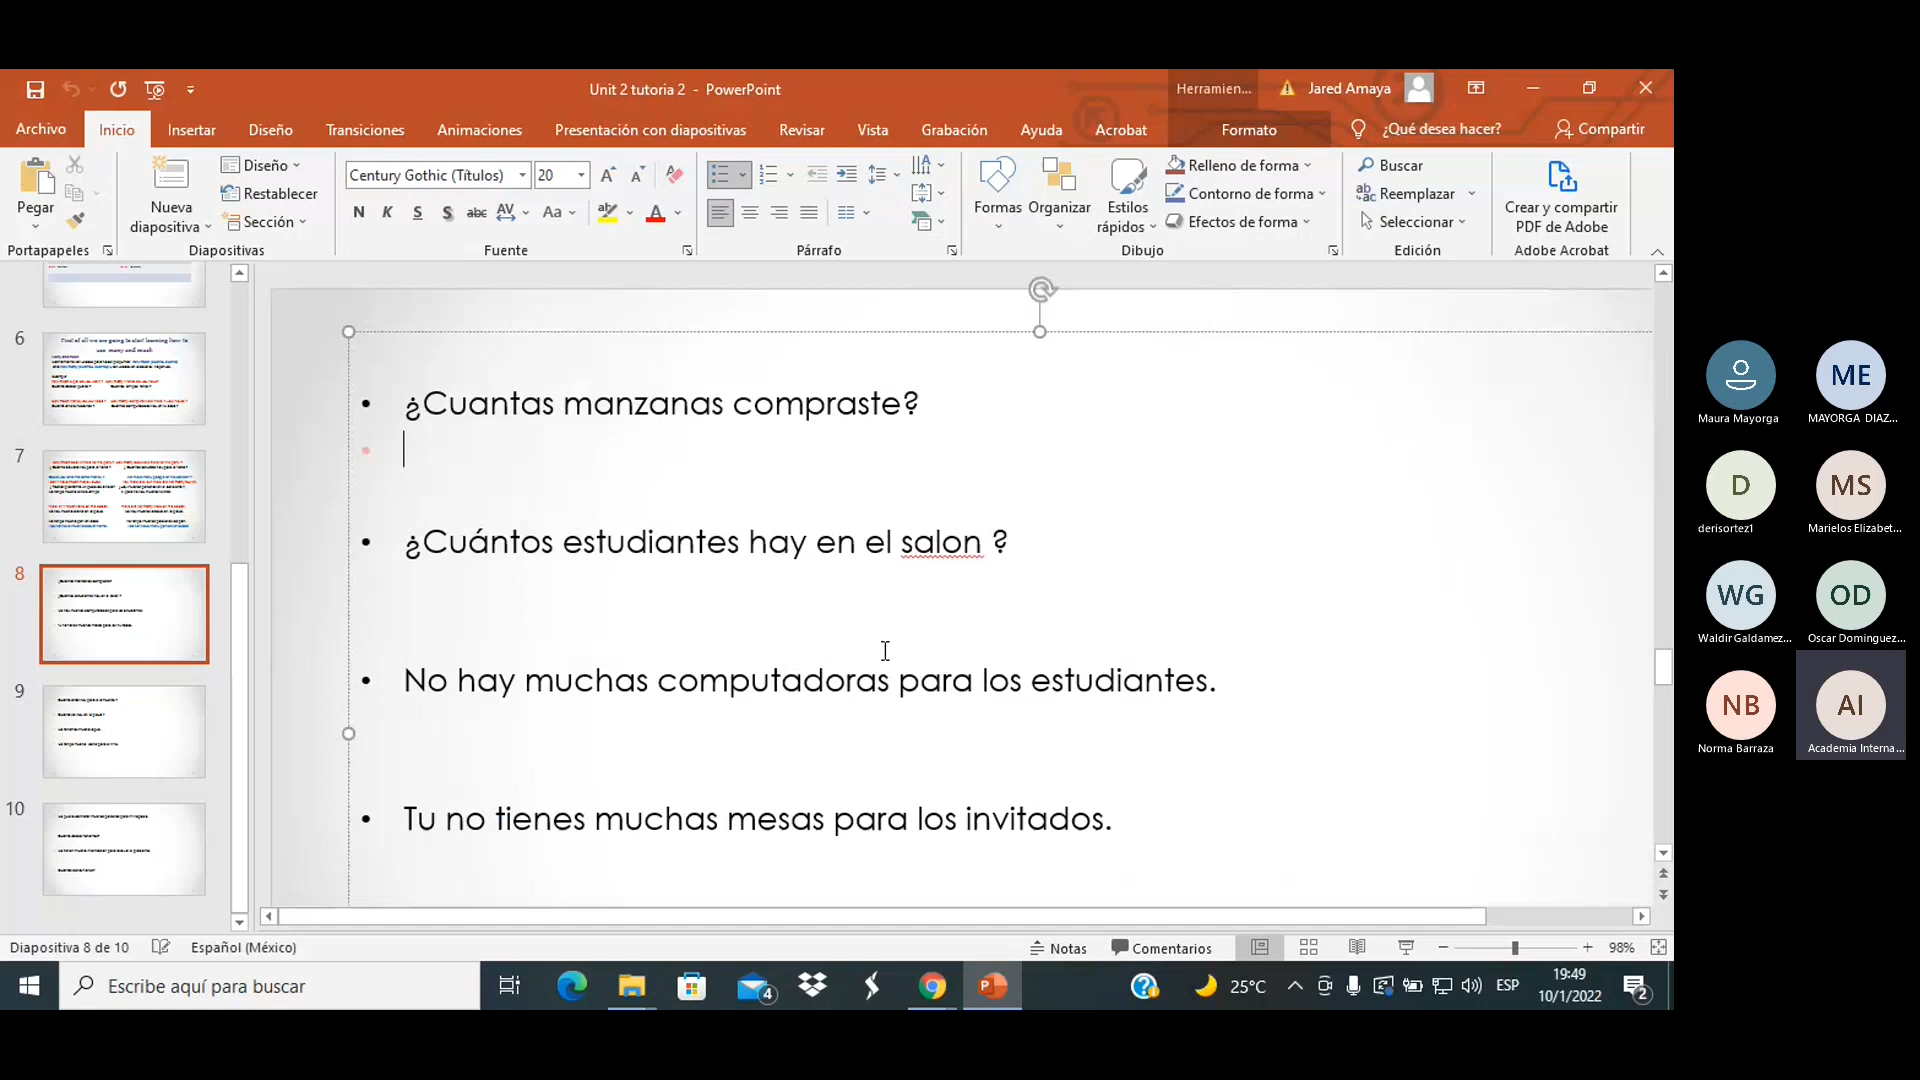 Unit 2 tutoria 2 - PowerPoint
Herramien...
Jared Amaya
Archivo
Inicio
Insertar
Diseño
Transiciones
Animaciones
Presentación con diapositivas
Revisar
Vista
Grabación
Ayuda
Acrobat
Formato
¿Qué desea hacer?
Compartir
Pegar
Portapapeles
Nueva
diapositiva
Diseño
Restablecer
Sección
Diapositivas
Century Gothic (Títulos)
20
N K S S abc AV Aa A
Fuente
Párrafo
Formas
Organizar
Estilos
rápidos
Relleno de forma
Contorno de forma
Efectos de forma
Dibujo
Buscar
Reemplazar
Seleccionar
Edición
Crear y compartir
PDF de Adobe
Adobe Acrobat
6
7
8
9
10
• ¿Cuantas manzanas compraste?
•
• ¿Cuántos estudiantes hay en el salon ?
• No hay muchas computadoras para los estudiantes.
• Tu no tienes muchas mesas para los invitados.
Maura Mayorga
ME
MAYORGA DIAZ...
D
derisortez1
MS
Marielos Elizabet...
WG
Waldir Galdamez...
OD
Oscar Dominguez...
NB
Norma Barraza
AI
Academia Interna...
Diapositiva 8 de 10
Español (México)
Notas
Comentarios
98%
Escribe aquí para buscar
4
25°C
ESP
19:49
10/1/2022
2